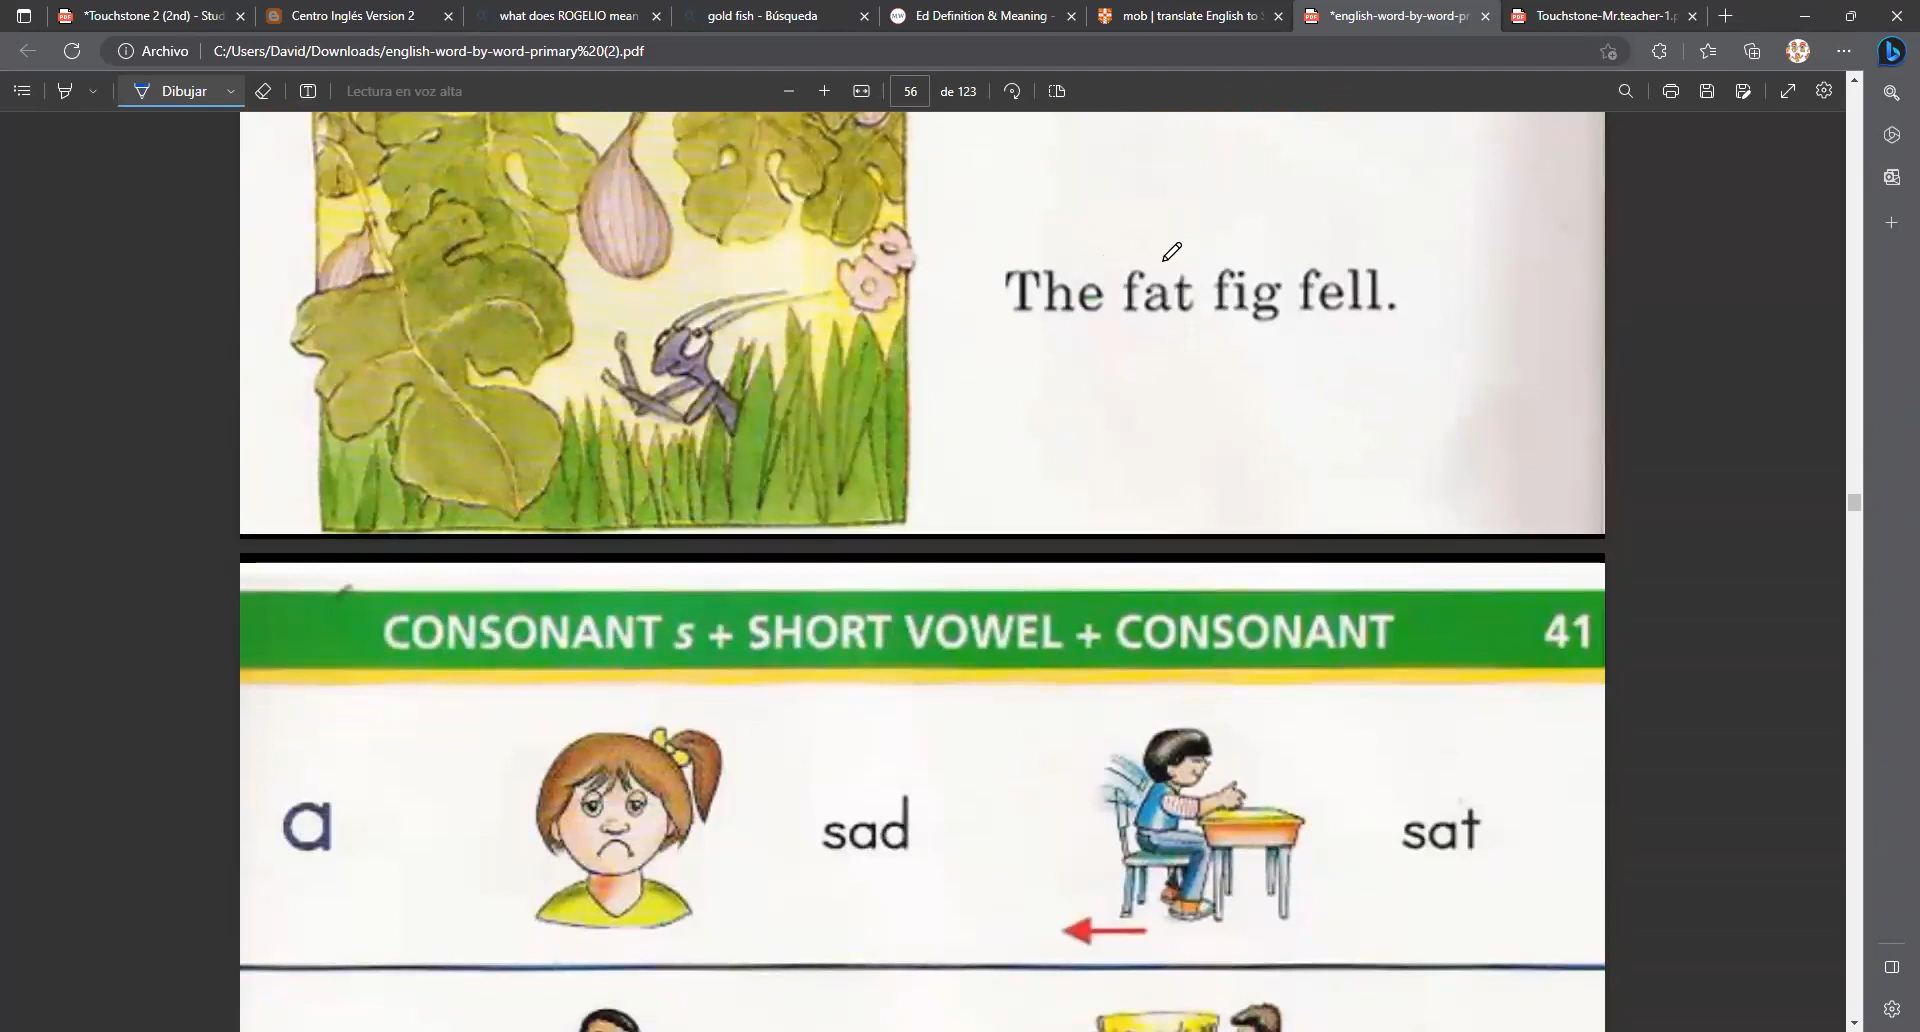 *Touchstone 2 (2nd) - Stud
Centro Inglés Version 2
what does ROGELIO mean
gold fish - Búsqueda
Ed Definition & Meaning -
mob | translate English to S
*english-word-by-word-pr
Touchstone-Mr.teacher-1.p
Archivo
C:/Users/David/Downloads/english-word-by-word-primary%20(2).pdf
Dibujar
Lectura en voz alta
56 de 123
The fat fig fell.
CONSONANT s + SHORT VOWEL + CONSONANT 41
a sad sat